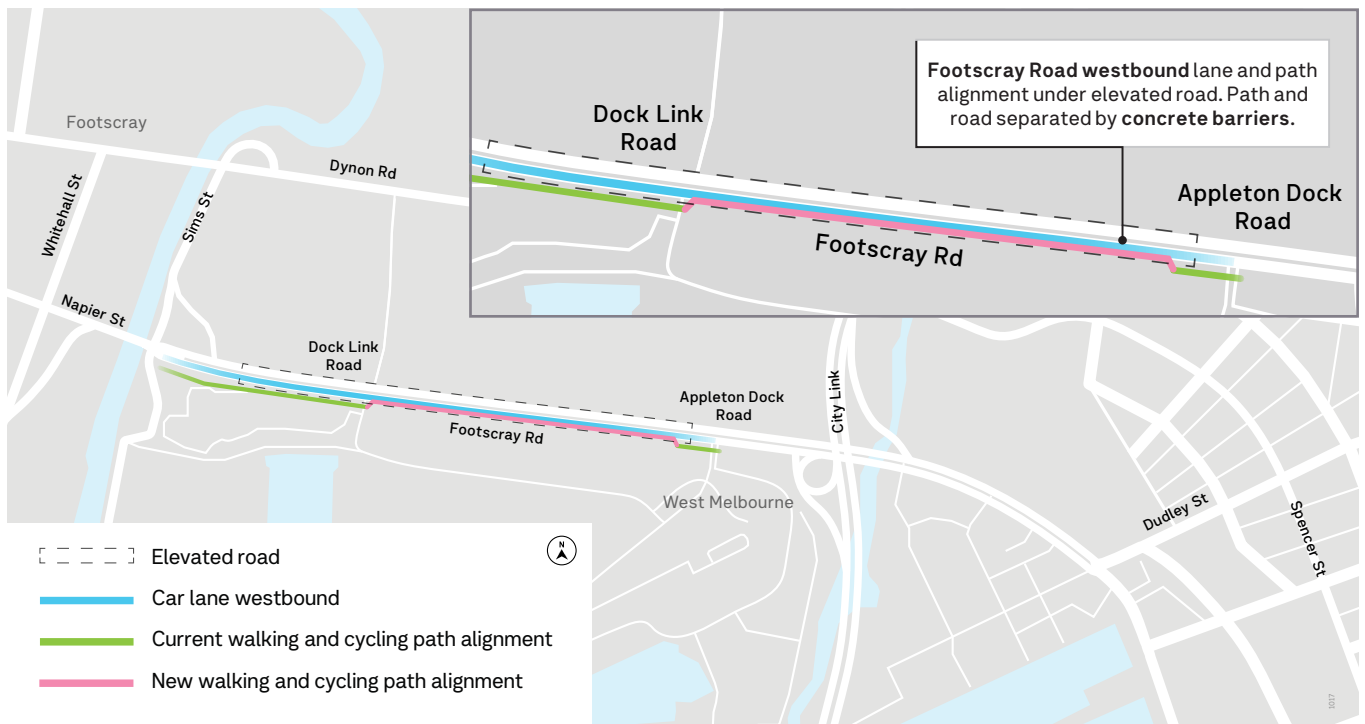 Footscray Road westbound lane and path
alignment under elevated road. Path and
road separated by concrete barriers.
Dock Link
Road
Appleton Dock
Road
Footscray Rd
Footscray
Dynon Rd
Whitehall St
Sims St
Napier St
Dock Link
Road
Appleton Dock
Road
Footscray Rd
City Link
West Melbourne
Dudley St
Spencer St
N
Elevated road
Car lane westbound
Current walking and cycling path alignment
New walking and cycling path alignment
1017